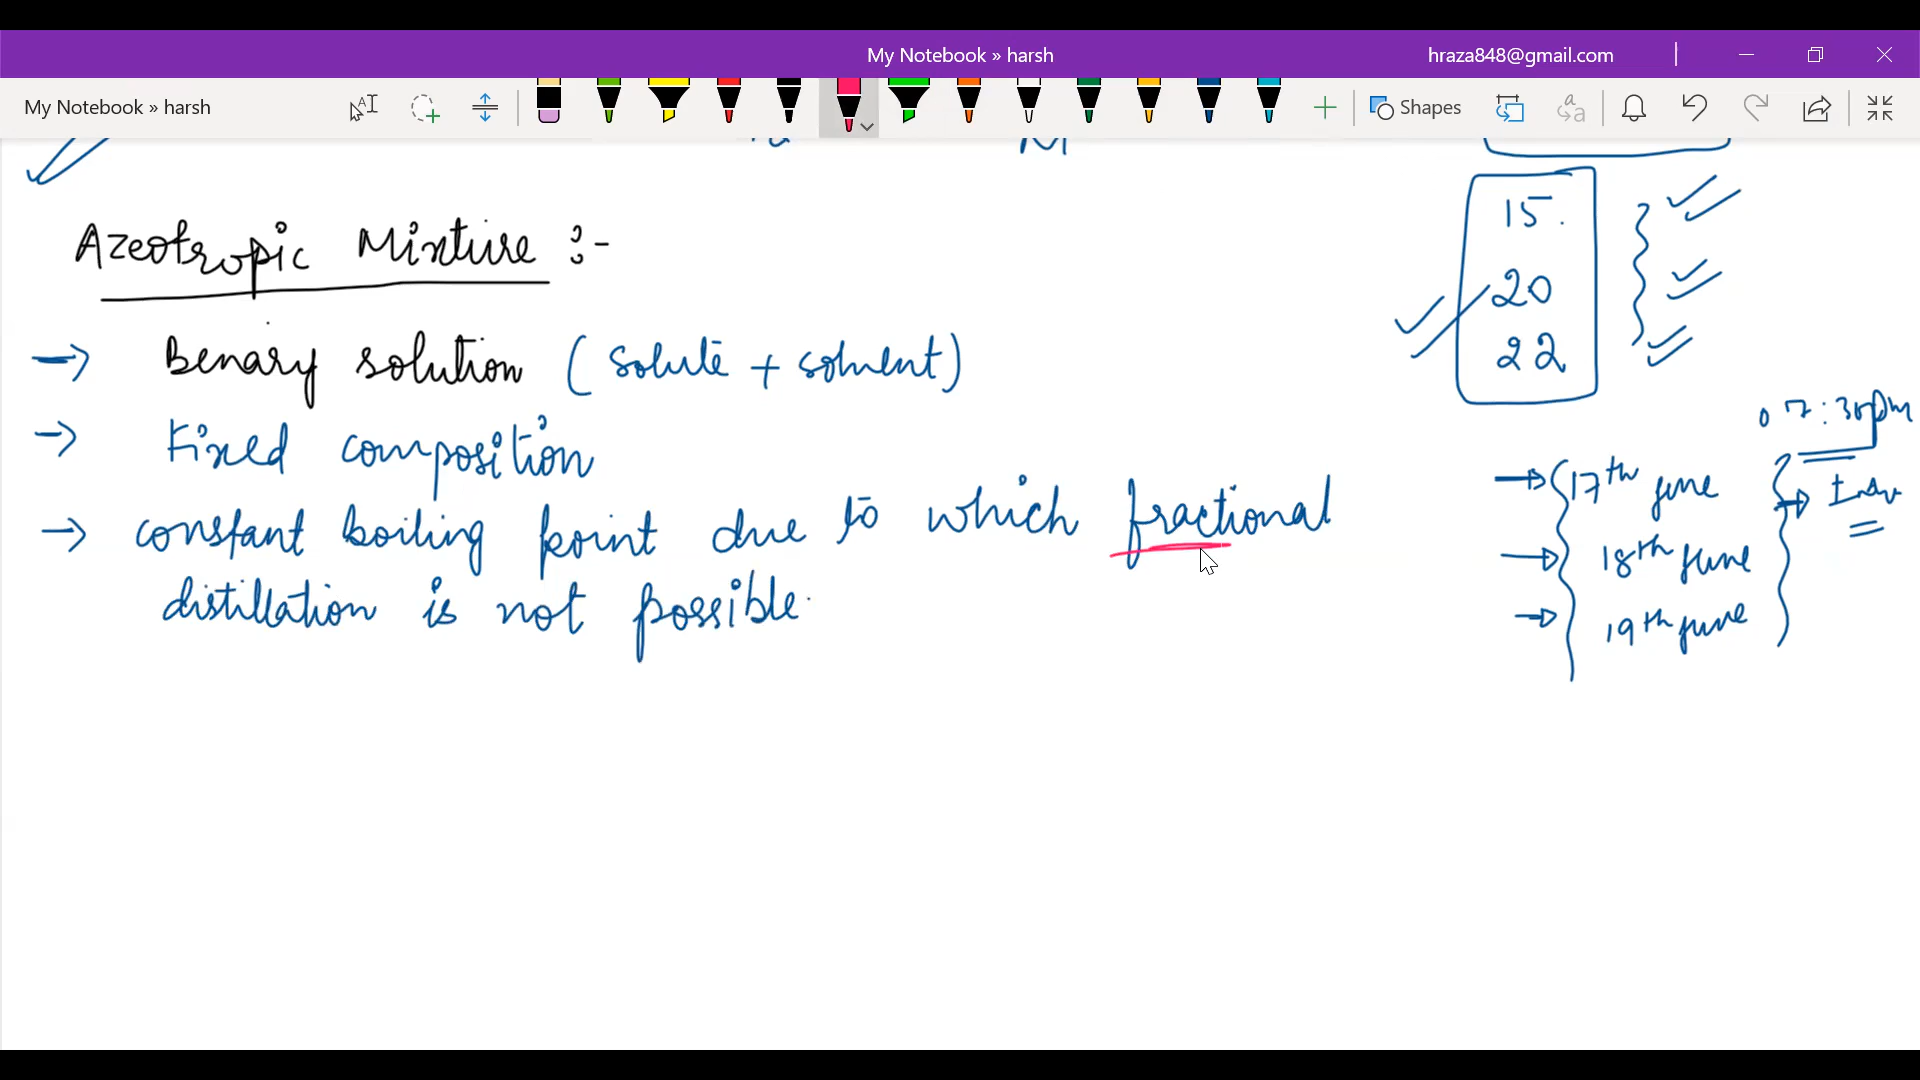 My Notebook » harsh
hraza848@gmail.com
My Notebook » harsh
Shapes
Azeotropic Mixture :-
→ Benary solution (solute + solvent)
→ Fixed composition
→ constant boiling point due to which fractional
distillation is not possible.
15.
20
22
07:30pm
→ 17th june
→ 18th june
→ 19th june